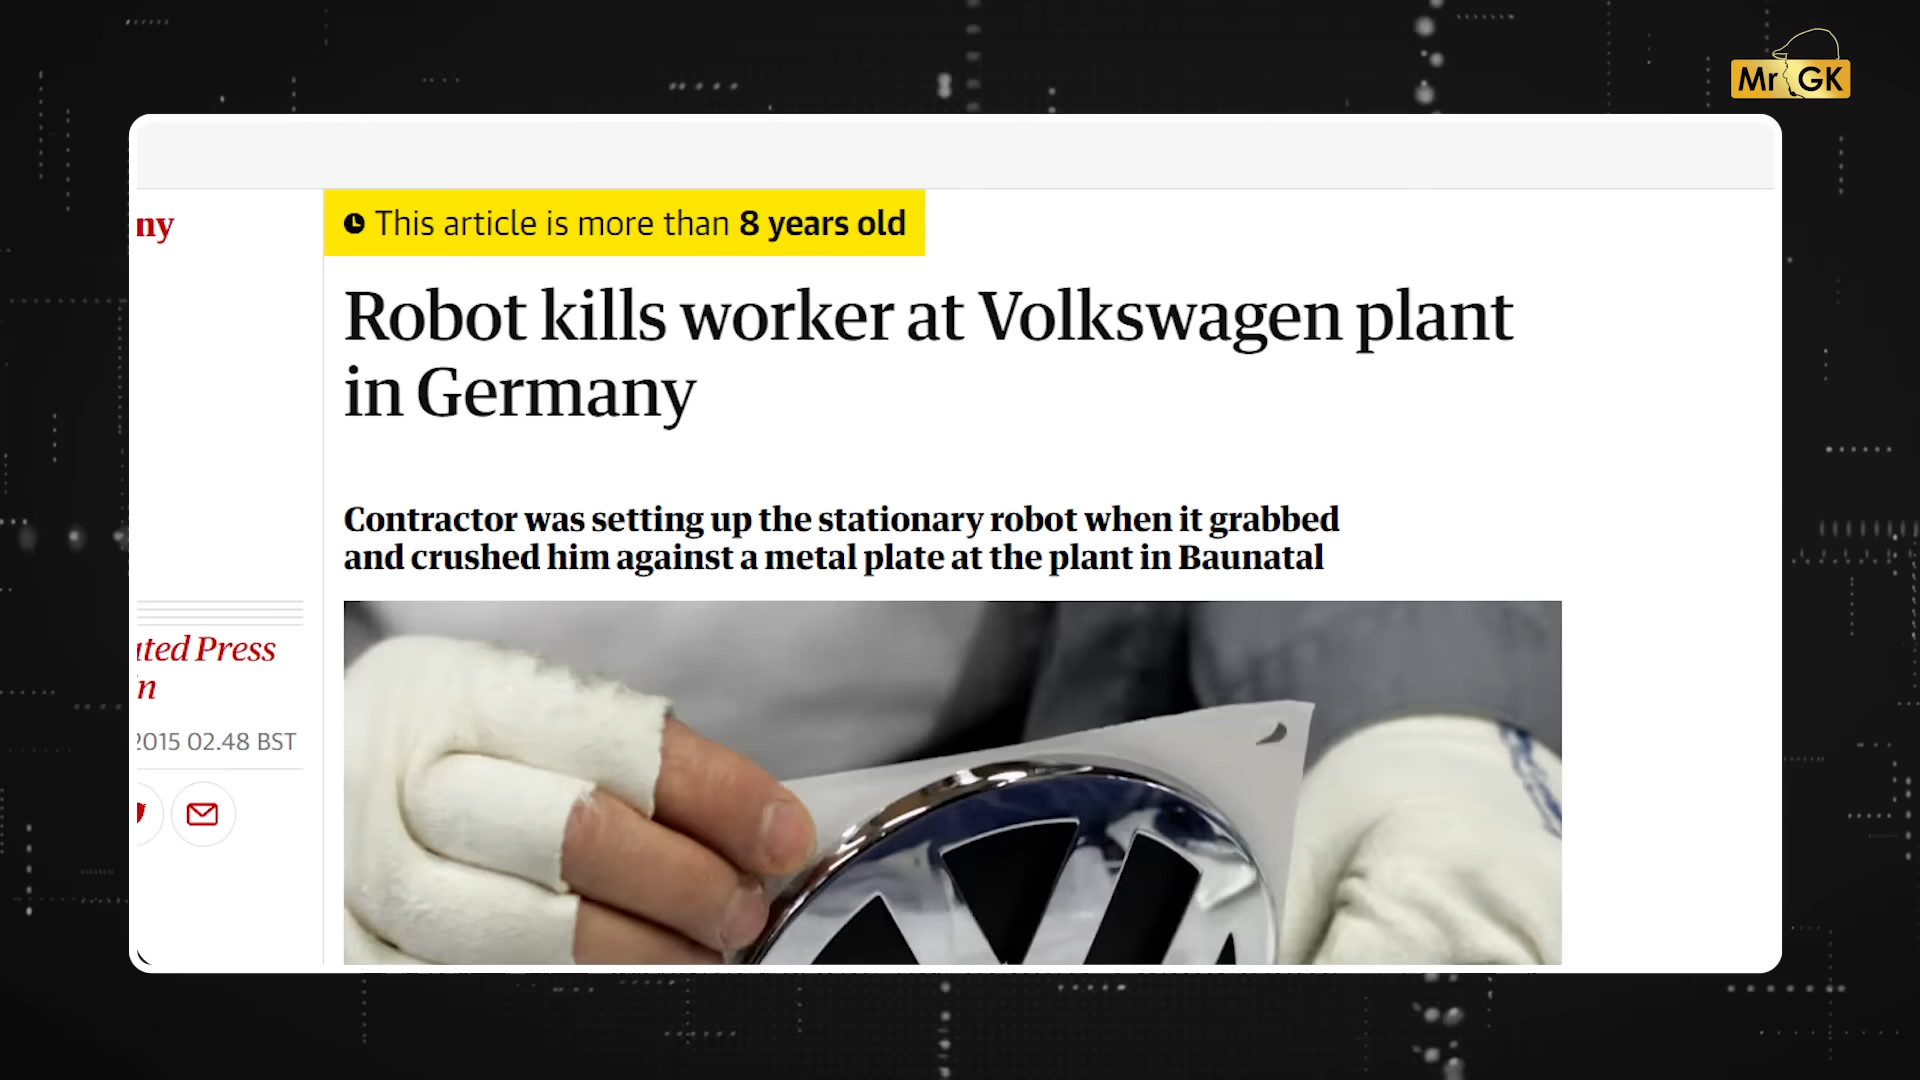 Mr GK
This article is more than 8 years old
ny
Robot kills worker at Volkswagen plant
in Germany
Contractor was setting up the stationary robot when it grabbed
and crushed him against a metal plate at the plant in Baunatal
ated Press
in
2015 02.48 BST